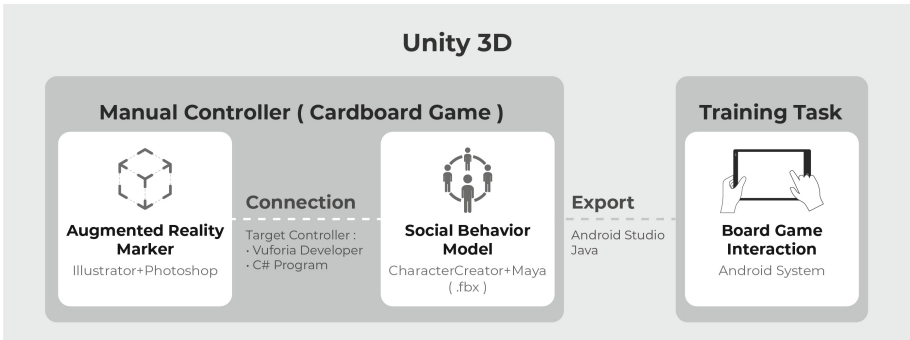 Unity 3D
Manual Controller ( Cardboard Game )
Augmented Reality
Marker
Illustrator+Photoshop
Connection
Target Controller :
· Vuforia Developer
· C# Program
Social Behavior
Model
CharacterCreator+Maya
( .fbx )
Export
Android Studio
Java
Training Task
Board Game
Interaction
Android System